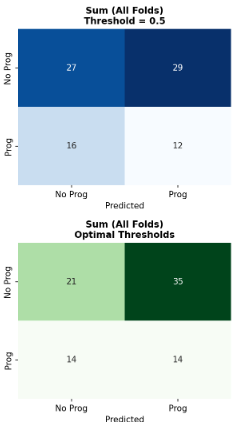 Sum (All Folds)
Threshold = 0.5
No Prog
27
29
Prog
16
12
No Prog
Prog
Predicted
Sum (All Folds)
Optimal Thresholds
No Prog
21
35
Prog
14
14
No Prog
Prog
Predicted